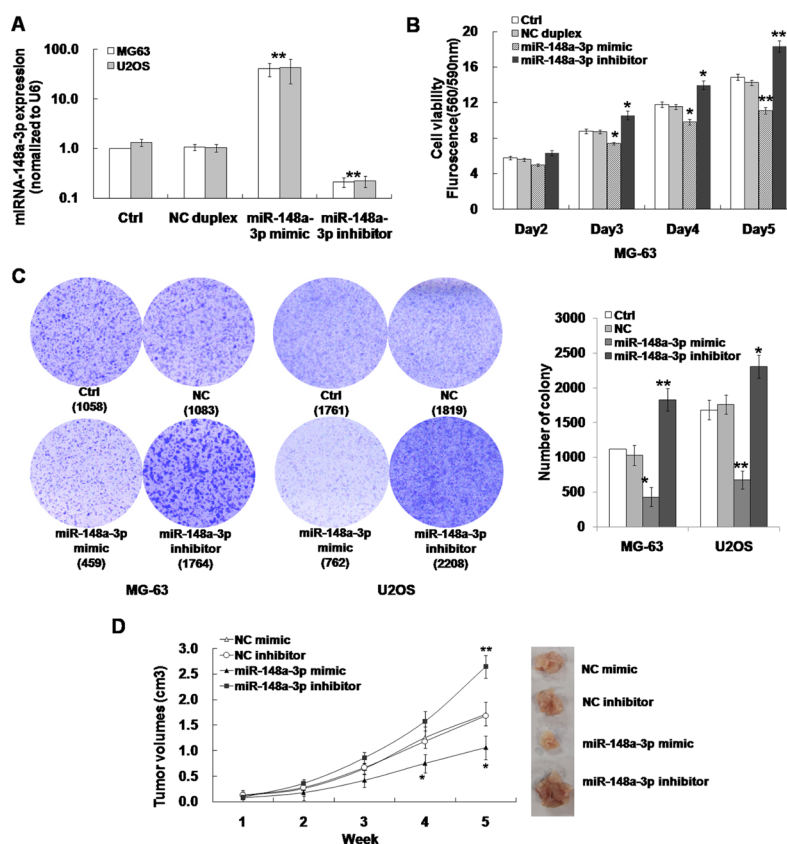 A
miRNA-148a-3p expression
(nomalized to U6)
100.0
10.0
1.0
0.1
MG63
U2OS
**
**
Ctrl
NC duplex
miR-148a-
3p mimic
miR-148a-
3p inhibitor
B
Cell viability
Fluroscence(560/590nm)
20
16
12
8
4
0
Ctrl
NC duplex
miR-148a-3p mimic
miR-148a-3p inhibitor
*
*
*
*
**
**
Day2
Day3
Day4
Day5
MG-63
C
Ctrl
(1058)
NC
(1083)
Ctrl
(1761)
NC
(1819)
miR-148a-3p
mimic
(459)
miR-148a-3p
inhibitor
(1764)
miR-148a-3p
mimic
(762)
miR-148a-3p
inhibitor
(2208)
MG-63
U2OS
Number of colony
3000
2500
2000
1500
1000
500
0
Ctrl
NC
miR-148a-3p mimic
miR-148a-3p inhibitor
*
**
**
*
MG-63
U2OS
D
Tumor volumes (cm3)
3.0
2.5
2.0
1.5
1.0
0.5
0.0
NC mimic
NC inhibitor
miR-148a-3p mimic
miR-148a-3p inhibitor
**
*
*
1
2
3
4
5
Week
NC mimic
NC inhibitor
miR-148a-3p mimic
miR-148a-3p inhibitor